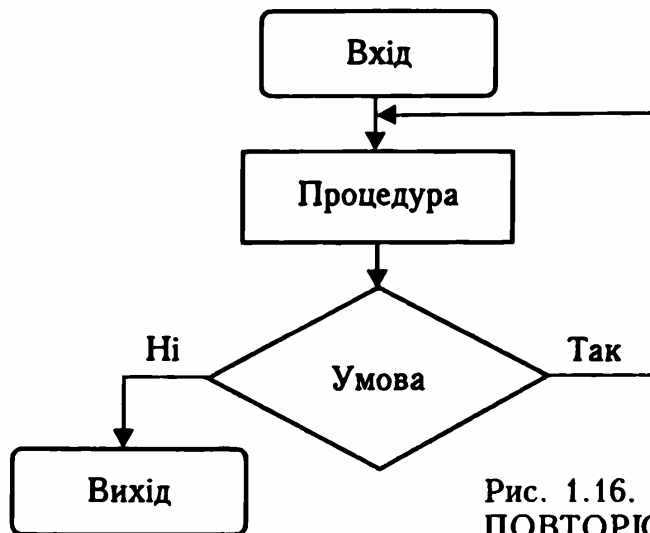 Вхід
Процедура
Ні
Так
Умова
Вихід
Рис. 1.16.